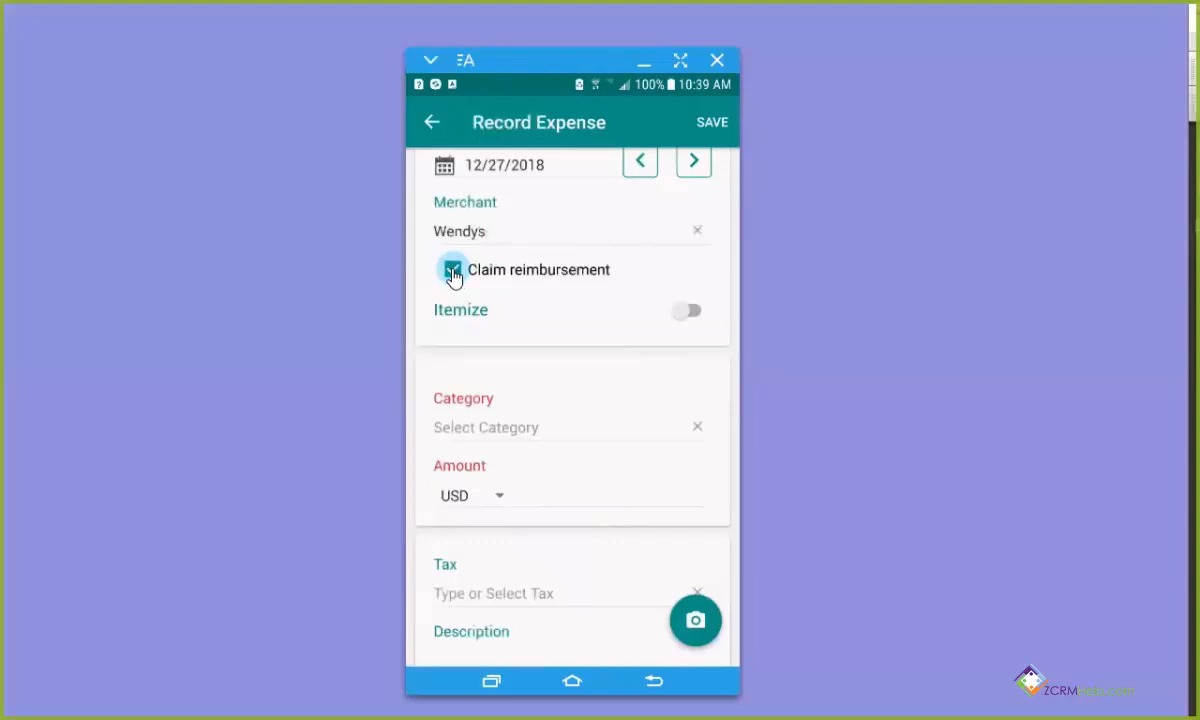 A
100% 10:39 AM
Record Expense SAVE
12/27/2018
Merchant
Wendys
Claim reimbursement
Itemize
Category
Select Category
Amount
USD
Tax
Type or Select Tax
Description